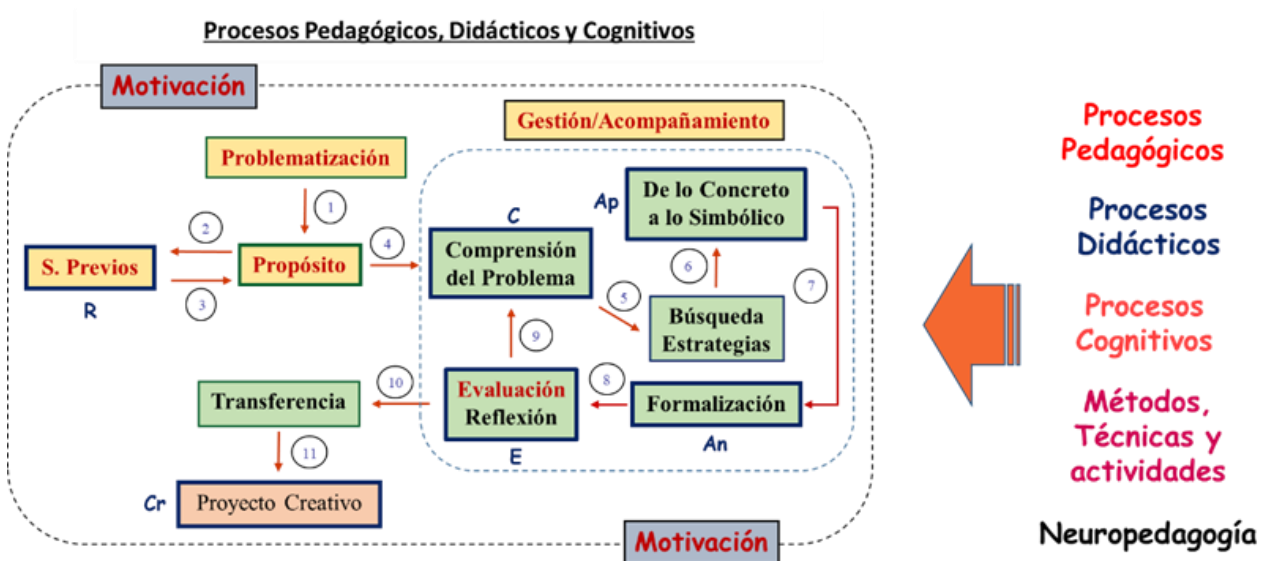 Procesos Pedagógicos, Didácticos y Cognitivos
Motivación
Gestión/Acompañamiento
Problematización
1
2
3
4
S. Previos
R
Propósito
C
Comprensión
del Problema
Ap
De lo Concreto
a lo Simbólico
5
6
7
Búsqueda
Estrategias
9
8
10
Transferencia
Evaluación
Reflexión
E
Formalización
An
11
Cr
Proyecto Creativo
Motivación
Procesos
Pedagógicos
Procesos
Didácticos
Procesos
Cognitivos
Métodos,
Técnicas y
actividades
Neuropedagogía